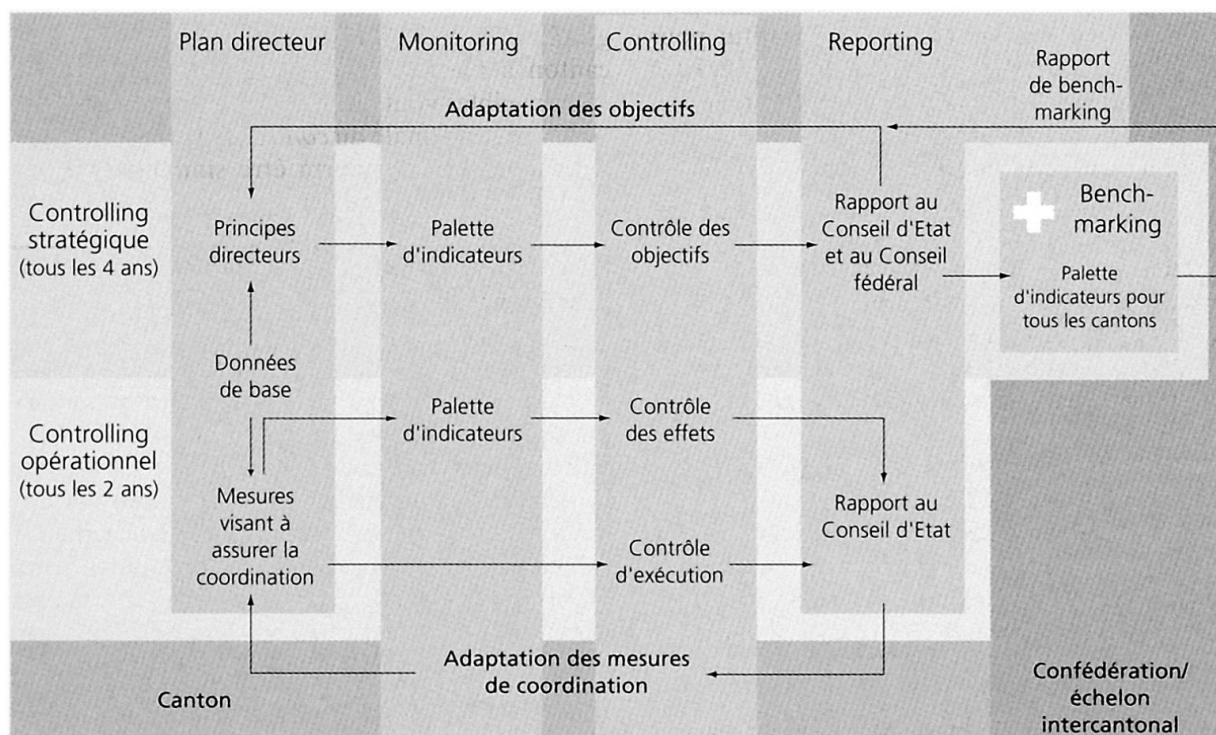 Plan directeur
Monitoring
Controlling
Reporting
Rapport
de bench-
marking
Adaptation des objectifs
Controlling
stratégique
(tous les 4 ans)
Principes
directeurs
Palette
d'indicateurs
Contrôle des
objectifs
Rapport au
Conseil d'Etat
et au Conseil
fédéral
Bench-
marking
Palette
d'indicateurs pour
tous les cantons
Données
de base
Controlling
opérationnel
(tous les 2 ans)
Palette
d'indicateurs
Contrôle
des effets
Mesures
visant à
assurer la
coordination
Contrôle
d'exécution
Rapport au
Conseil d'Etat
Adaptation des mesures
de coordination
Canton
Confédération/
échelon
intercantonal